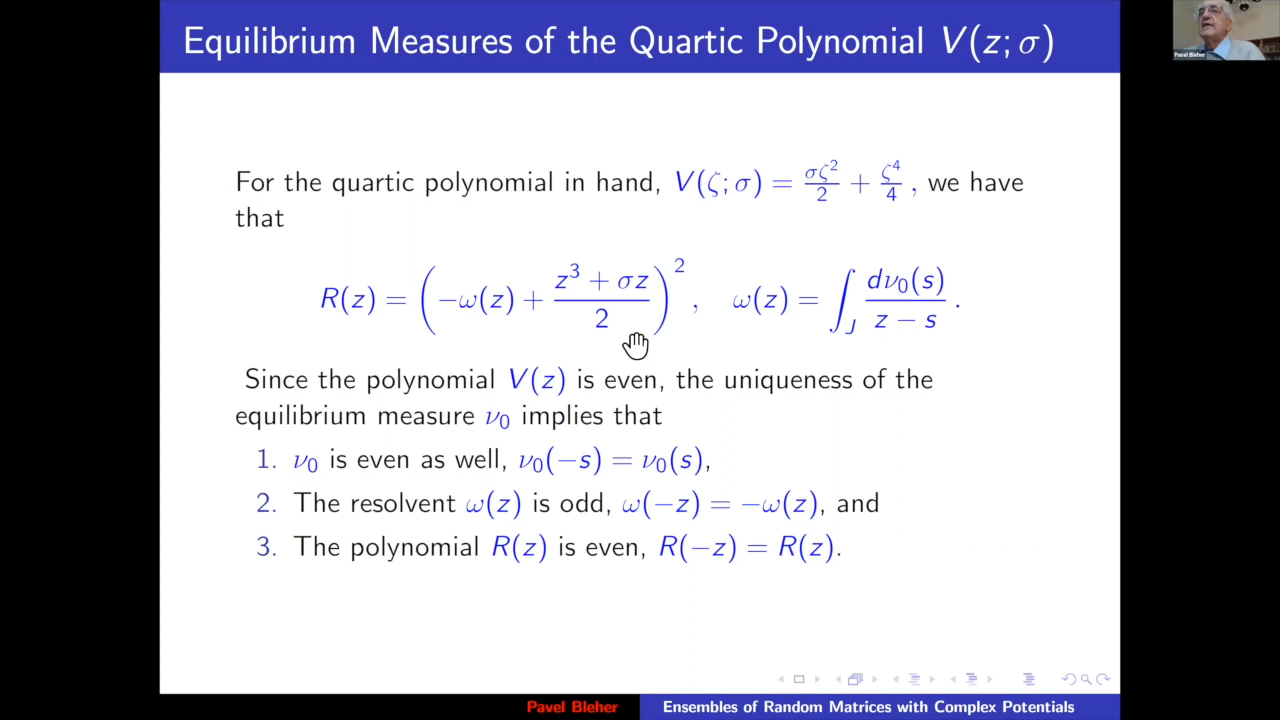 Equilibrium Measures of the Quartic Polynomial V(z; σ)
Pavel Bleher
For the quartic polynomial in hand, V(ζ; σ) = σζ²/2 + ζ⁴/4 , we have
that
R(z) = (−ω(z) + (z³ + σz)/2)² , ω(z) = ∫_J dν₀(s)/(z − s) .
Since the polynomial V(z) is even, the uniqueness of the
equilibrium measure ν₀ implies that
1. ν₀ is even as well, ν₀(−s) = ν₀(s),
2. The resolvent ω(z) is odd, ω(−z) = −ω(z), and
3. The polynomial R(z) is even, R(−z) = R(z).
Pavel Bleher Ensembles of Random Matrices with Complex Potentials